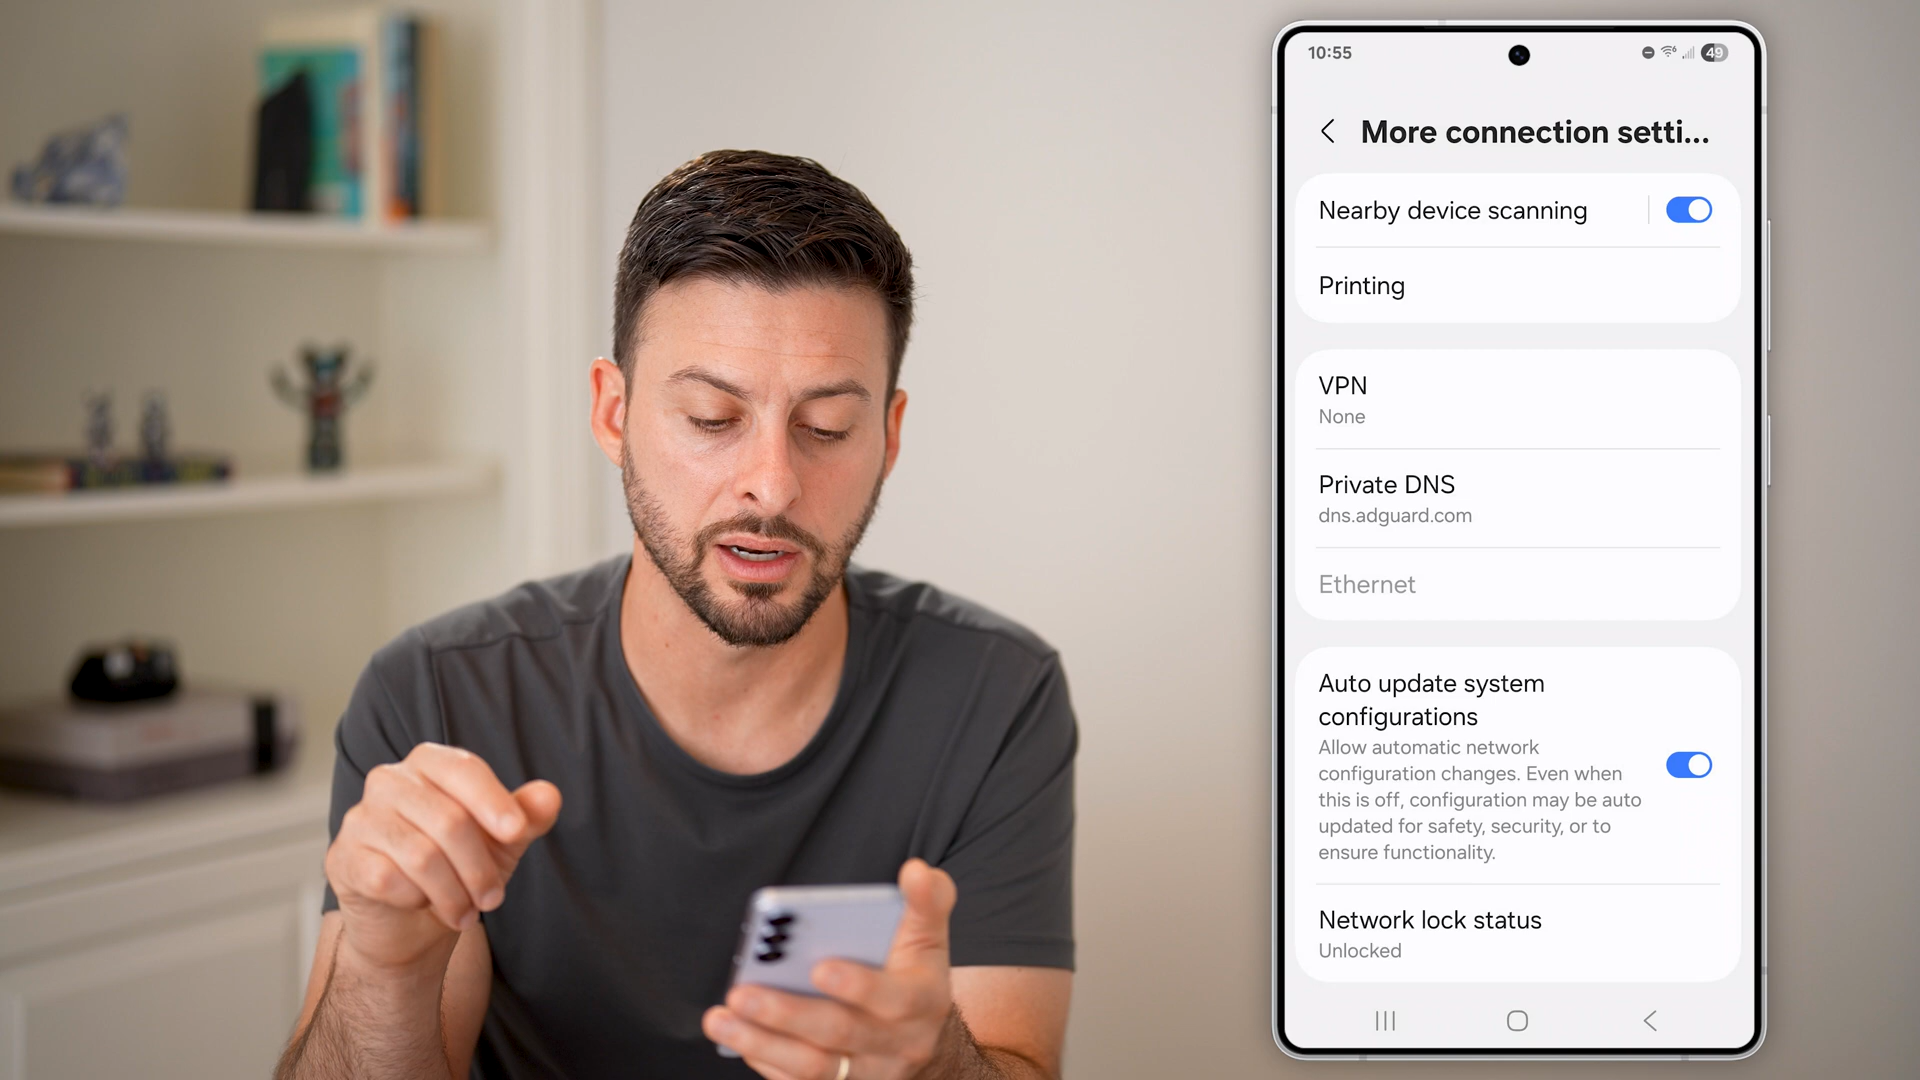 10:55
49
More connection setti...
Nearby device scanning
Printing
VPN
None
Private DNS
dns.adguard.com
Ethernet
Auto update system
configurations
Allow automatic network
configuration changes. Even when
this is off, configuration may be auto
updated for safety, security, or to
ensure functionality.
Network lock status
Unlocked